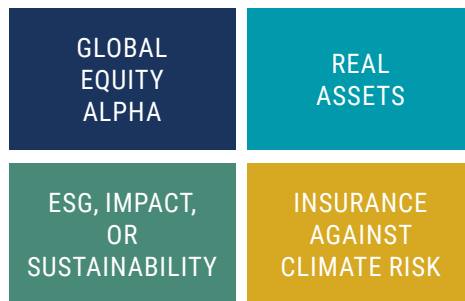 GLOBAL
EQUITY
ALPHA
REAL
ASSETS
ESG, IMPACT,
OR
SUSTAINABILITY
INSURANCE
AGAINST
CLIMATE RISK